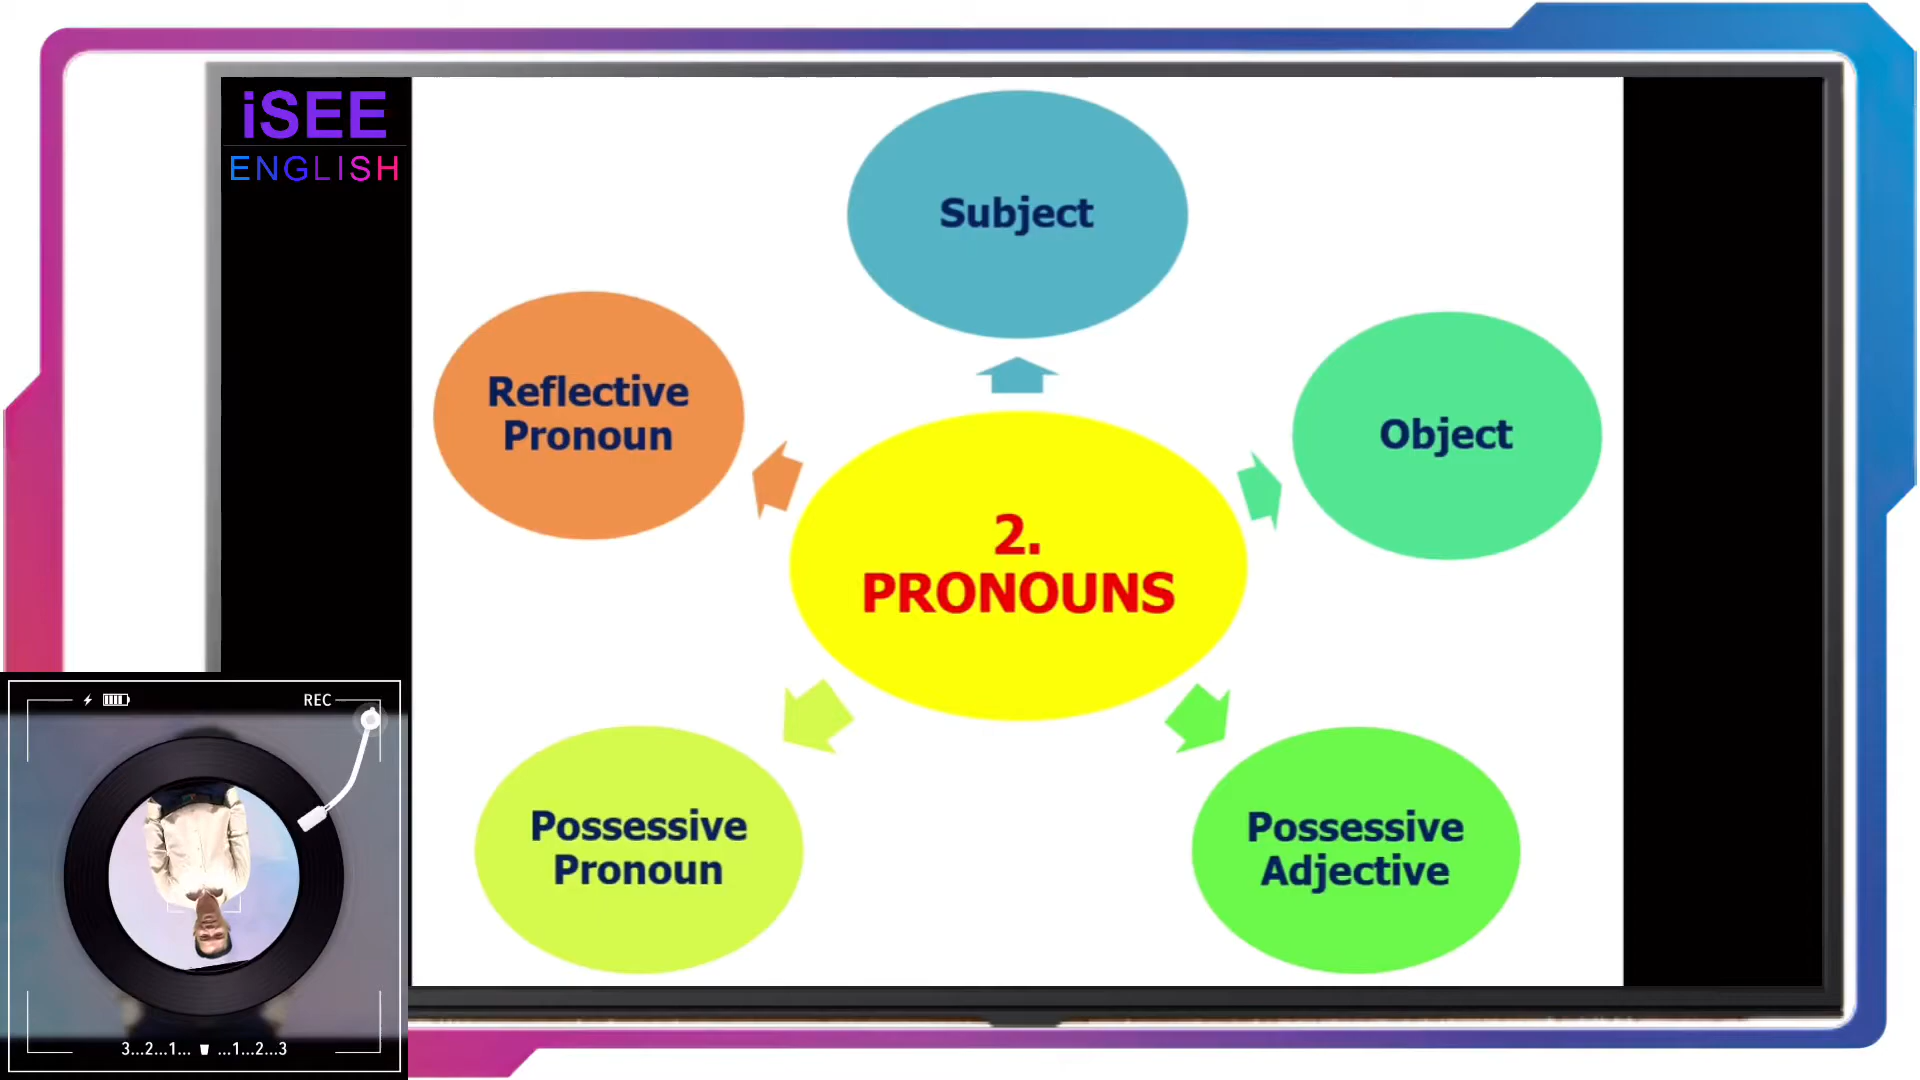 iSEE
ENGLISH
Subject
Reflective
Pronoun
Object
2.
PRONOUNS
Possessive
Pronoun
Possessive
Adjective
REC
3...2...1... ...1...2...3